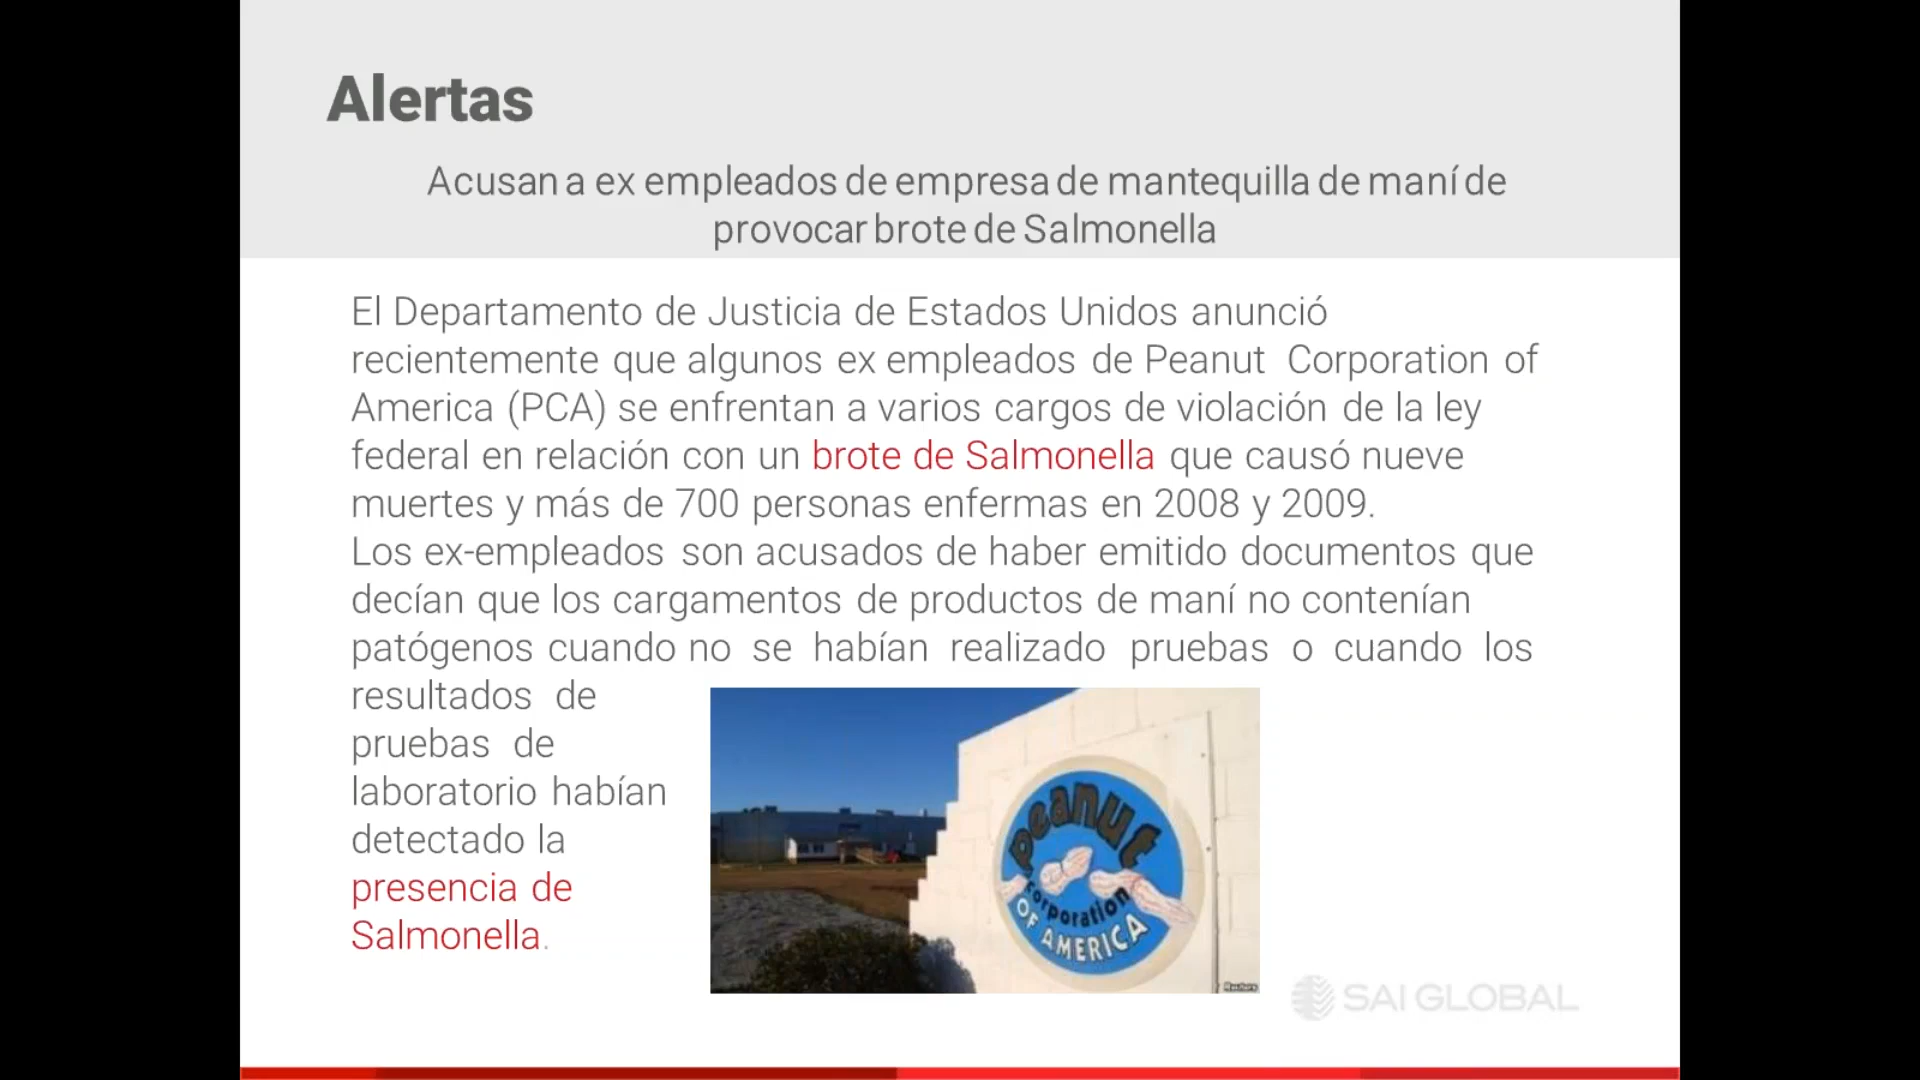 Alertas
Acusan a ex empleados de empresa de mantequilla de maní de
provocar brote de Salmonella
El Departamento de Justicia de Estados Unidos anunció
recientemente que algunos ex empleados de Peanut Corporation of
America (PCA) se enfrentan a varios cargos de violación de la ley
federal en relación con un brote de Salmonella que causó nueve
muertes y más de 700 personas enfermas en 2008 y 2009.
Los ex-empleados son acusados de haber emitido documentos que
decían que los cargamentos de productos de maní no contenían
patógenos cuando no se habían realizado pruebas o cuando los
resultados de
pruebas de
laboratorio habían
detectado la
presencia de
Salmonella.
peanut
corporation
OF AMERICA
Reuters
SAI GLOBAL